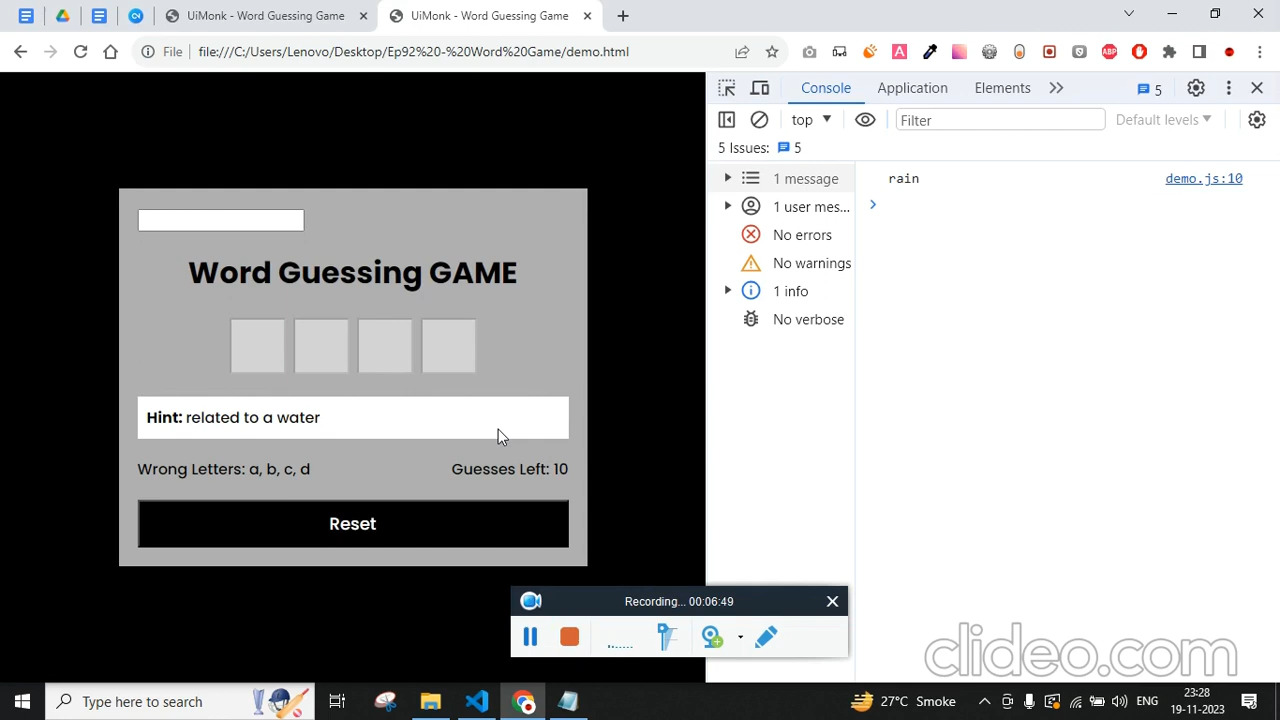 UiMonk - Word Guessing Game
UiMonk - Word Guessing Game
File
file:///C:/Users/Lenovo/Desktop/Ep92%20-%20Word%20Game/demo.html
A
ABP
Console
Application
Elements
5
top
Filter
Default levels
5 Issues: 5
1 message
1 user mes...
No errors
No warnings
1 info
No verbose
rain
demo.js:10
Word Guessing GAME
Hint: related to a water
Wrong Letters: a, b, c, d
Guesses Left: 10
Reset
Recording... 00:06:49
clideo.com
Type here to search
27°C Smoke
ENG
23:28
19-11-2023